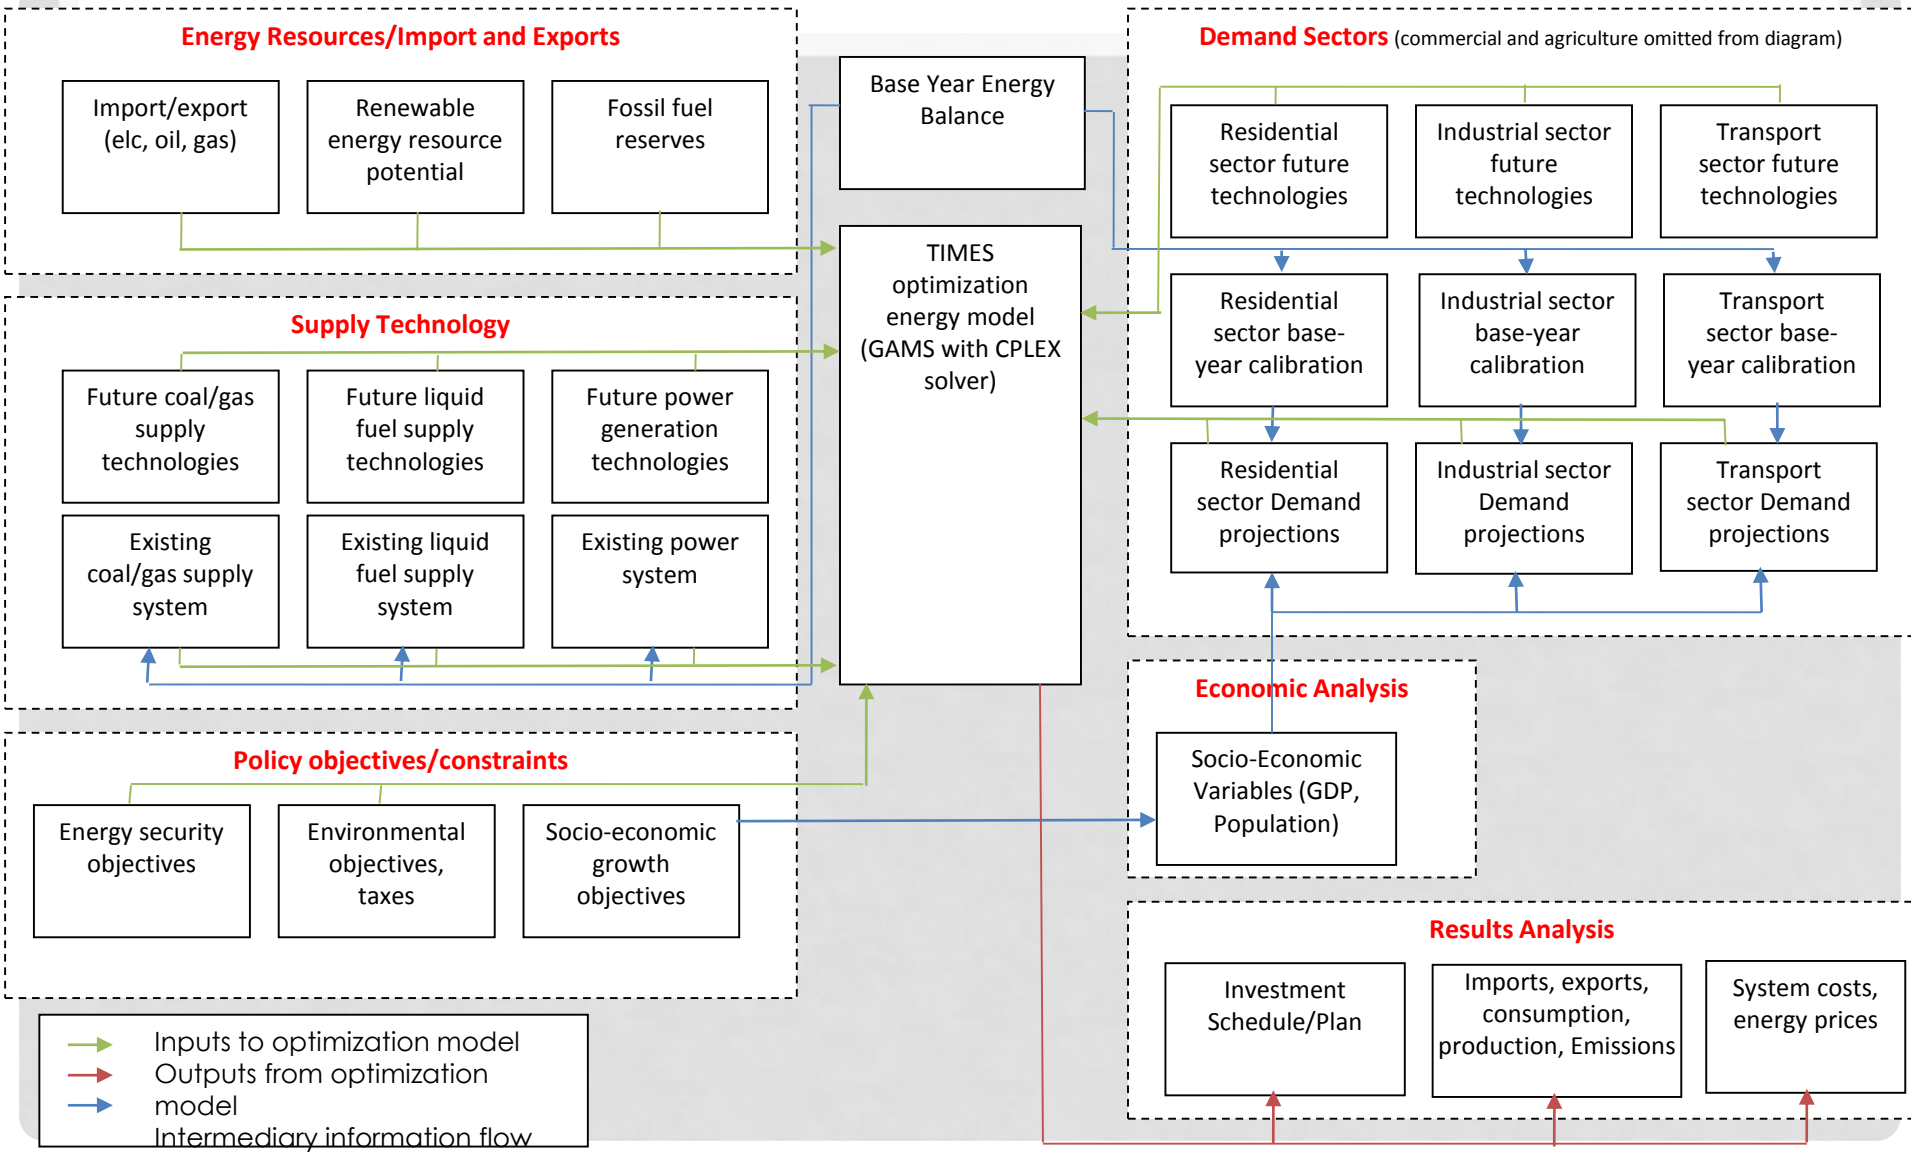 Energy Resources/Import and Exports
Import/export
(elc, oil, gas)
Renewable
energy resource
potential
Fossil fuel
reserves
Supply Technology
Future coal/gas
supply
technologies
Future liquid
fuel supply
technologies
Future power
generation
technologies
Existing
coal/gas supply
system
Existing liquid
fuel supply
system
Existing power
system
Policy objectives/constraints
Energy security
objectives
Environmental
objectives,
taxes
Socio-economic
growth
objectives
Inputs to optimization model
Outputs from optimization
model
Intermediary information flow
Base Year Energy
Balance
TIMES
optimization
energy model
(GAMS with CPLEX
solver)
Demand Sectors (commercial and agriculture omitted from diagram)
Residential
sector future
technologies
Industrial sector
future
technologies
Transport
sector future
technologies
Residential
sector base-
year calibration
Industrial sector
base-year
calibration
Transport
sector base-
year calibration
Residential
sector Demand
projections
Industrial sector
Demand
projections
Transport
sector Demand
projections
Economic Analysis
Socio-Economic
Variables (GDP,
Population)
Results Analysis
Investment
Schedule/Plan
Imports, exports,
consumption,
production, Emissions
System costs,
energy prices